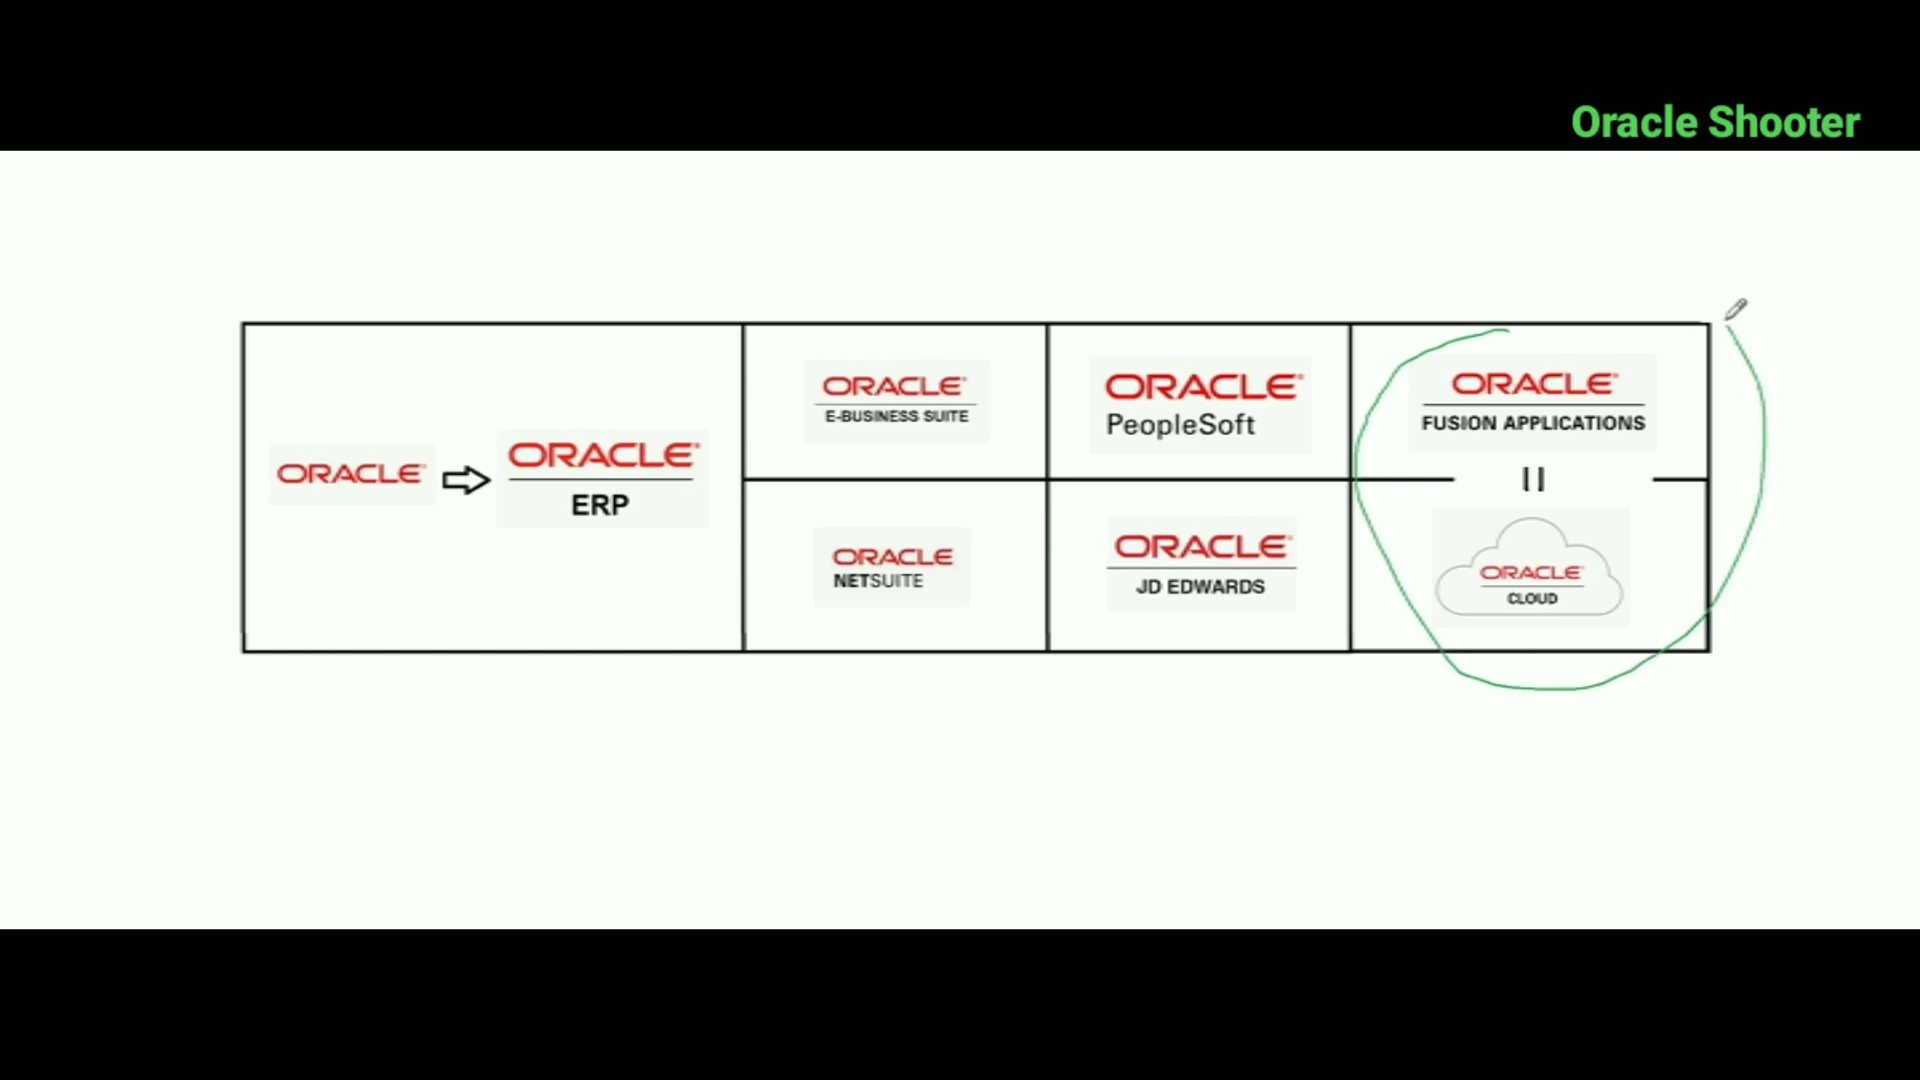 Oracle Shooter
ORACLE
ORACLE
ERP
ORACLE
E-BUSINESS SUITE
ORACLE
PeopleSoft
ORACLE
FUSION APPLICATIONS
ORACLE
NETSUITE
ORACLE
JD EDWARDS
ORACLE
CLOUD